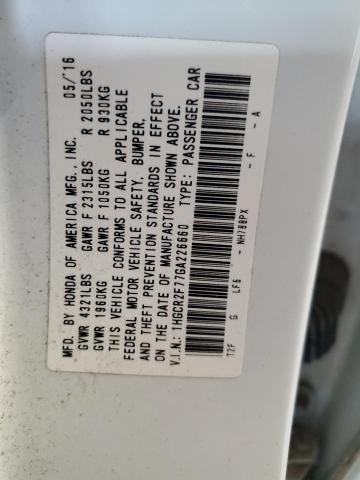 MFD. BY HONDA OF AMERICA MFG., INC. 05/'16
GVWR 4321LBS GAWR F 2315LBS R 2050LBS
GVWR 1960KG GAWR F 1050KG R 930KG
THIS VEHICLE CONFORMS TO ALL APPLICABLE
FEDERAL MOTOR VEHICLE SAFETY, BUMPER,
AND THEFT PREVENTION STANDARDS IN EFFECT
ON THE DATE OF MANUFACTURE SHOWN ABOVE.
V.I.N.: 1HGCR2F77GA226660 TYPE: PASSENGER CAR
T2F G LF6 - NH788PX - F - A